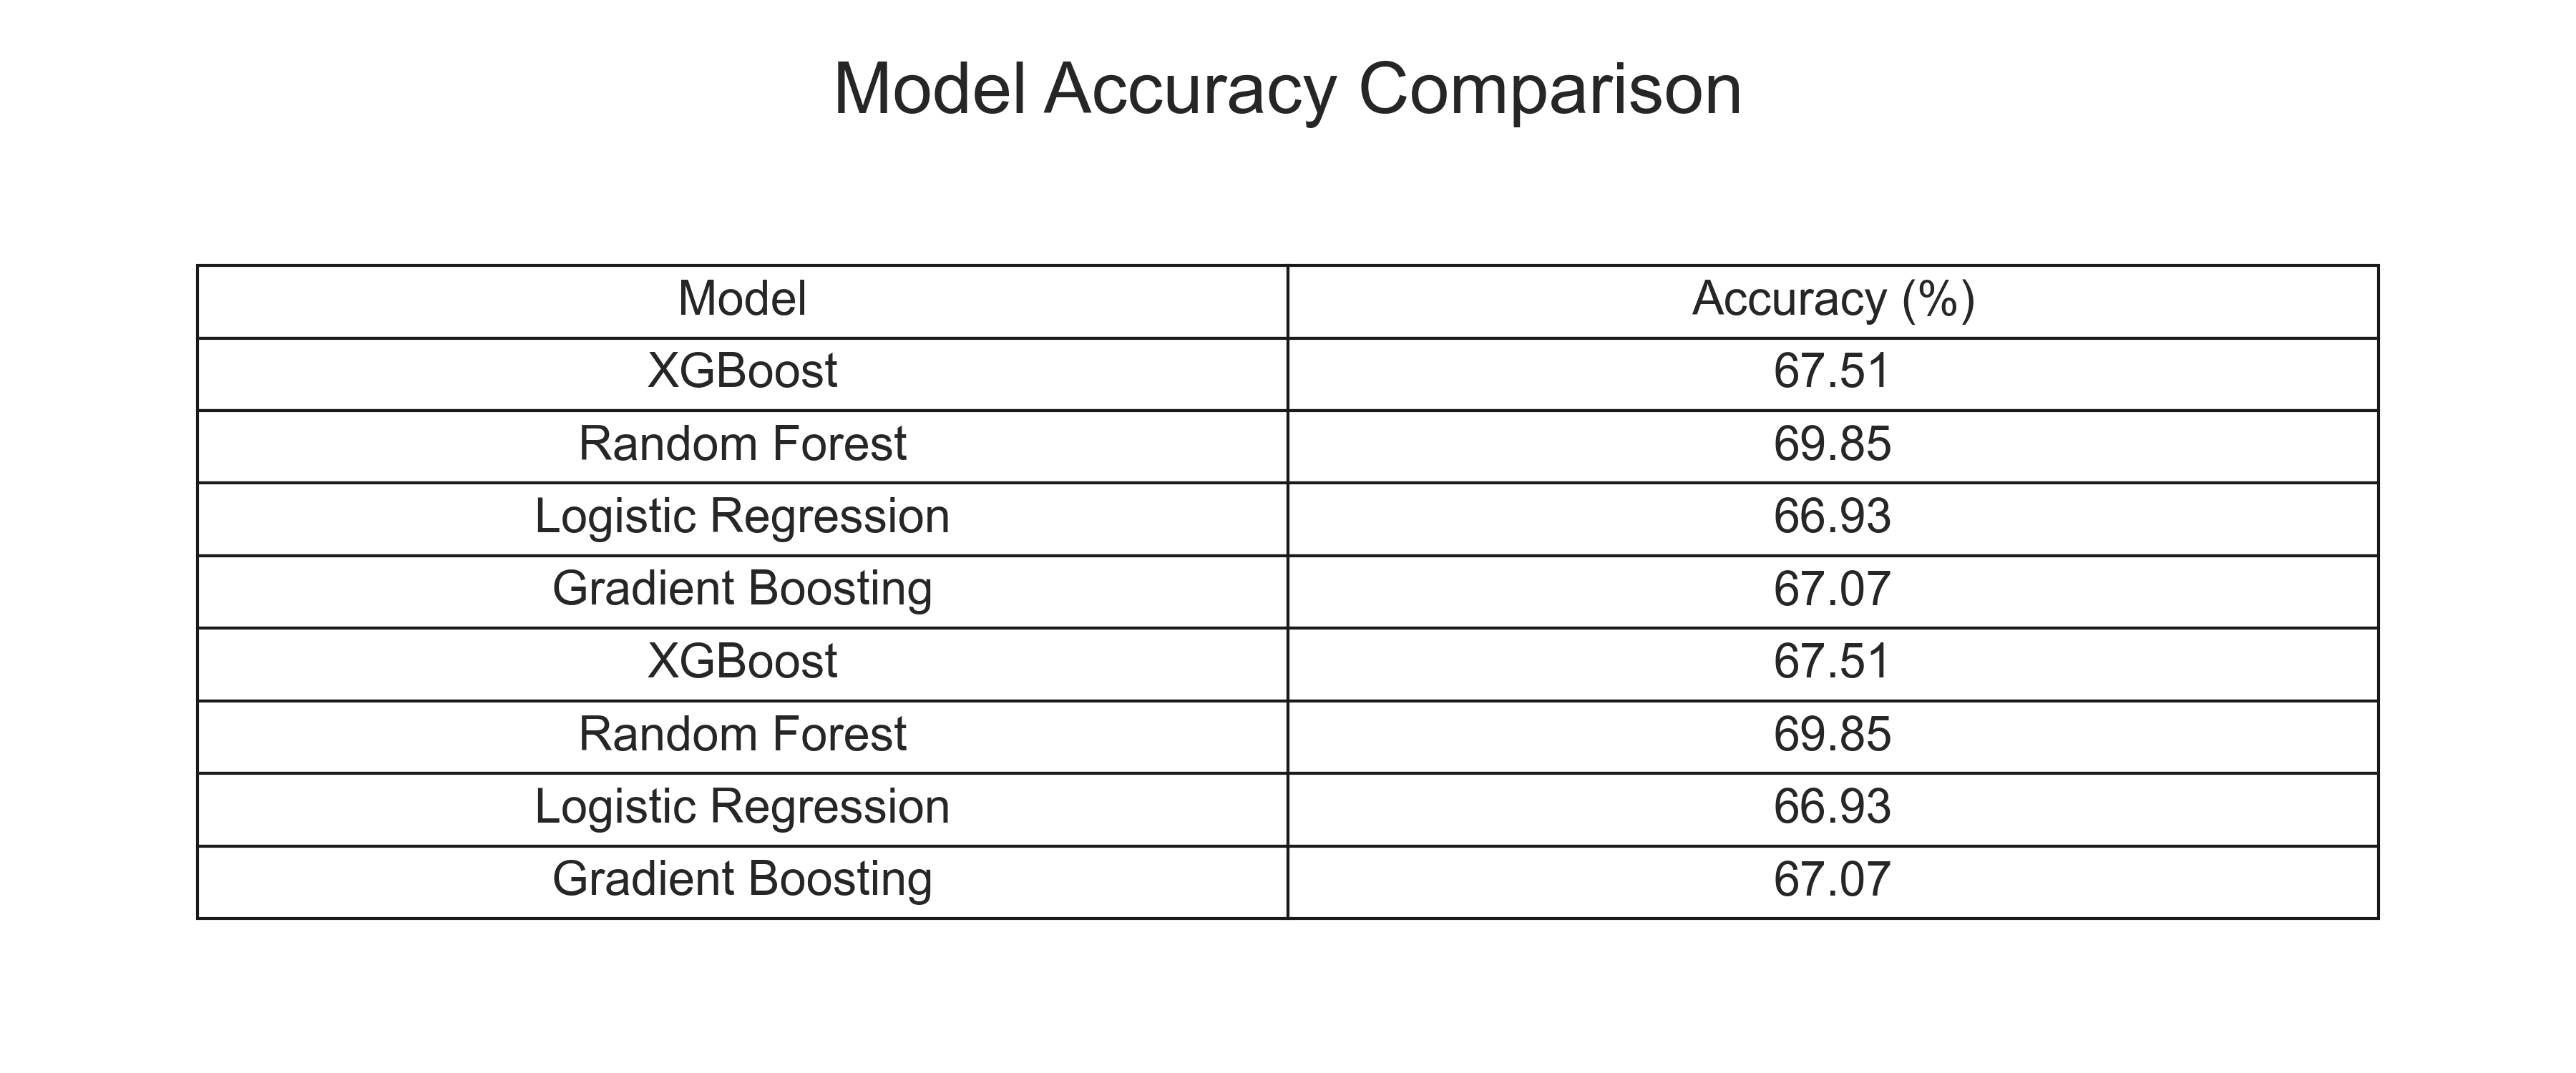 Model Accuracy Comparison
Model Accuracy (%)
XGBoost 67.51
Random Forest 69.85
Logistic Regression 66.93
Gradient Boosting 67.07
XGBoost 67.51
Random Forest 69.85
Logistic Regression 66.93
Gradient Boosting 67.07